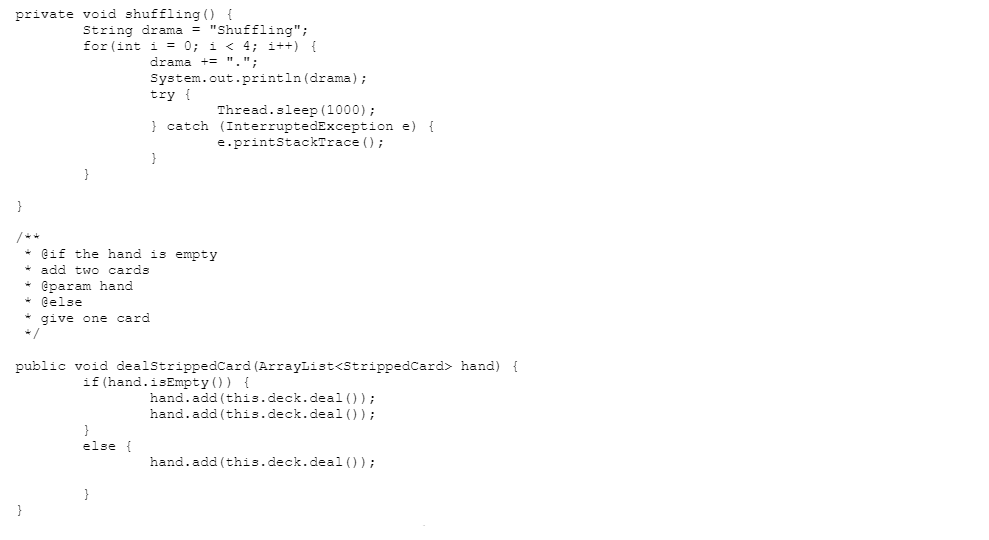 private void shuffling() {
String drama = "Shuffling";
for(int i = 0; i < 4; i++) {
drama += ".";
System.out.println(drama);
try {
Thread.sleep(1000);
} catch (InterruptedException e) {
e.printStackTrace();
}
}
}
/**
* @if the hand is empty
* add two cards
* @param hand
* @else
* give one card
*/
public void dealStrippedCard(ArrayList<StrippedCard> hand) {
if(hand.isEmpty()) {
hand.add(this.deck.deal());
hand.add(this.deck.deal());
}
else {
hand.add(this.deck.deal());
}
}